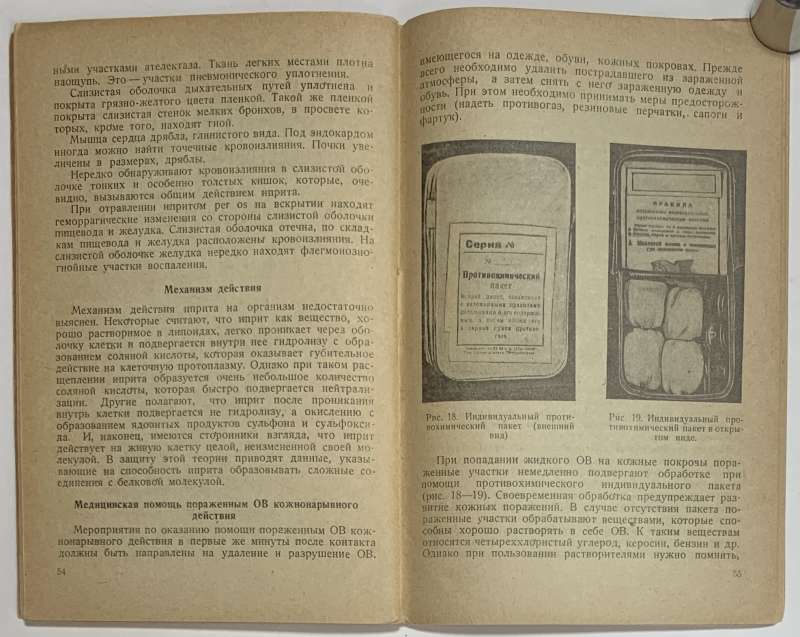 ными участками ателектаза. Ткань легких местами плотна
наощупь. Это — участки пневмонического уплотнения.
Слизистая оболочка дыхательных путей уплотнена и
покрыта грязно-желтого цвета пленкой. Такой же пленкой
покрыта слизистая стенок мелких бронхов, в просвете ко-
торых, кроме того, находят гной.
Мышца сердца дрябла, глинистого вида. Под эндокардом
иногда можно найти точечные кровоизлияния. Почки уве-
личены в размерах, дряблы.
Нередко обнаруживают кровоизлияния в слизистой обо-
лочке тонких и особенно толстых кишок, которые, оче-
видно, вызываются общим действием иприта.
При отравлении ипритом per os на вскрытии находят
геморрагические изменения со стороны слизистой оболочки
пищевода и желудка. Слизистая оболочка отечна, по склад-
кам пищевода и желудка расположены кровоизлияния. На
слизистой оболочке желудка нередко находят флегмонозно-
гнойные участки воспаления.
Механизм действия
Механизм действия иприта на организм недостаточно
выяснен. Некоторые считают, что иприт как вещество, хо-
рошо растворимое в липоидах, легко проникает через обо-
лочку клетки и подвергается внутри нее гидролизу с обра-
зованием соляной кислоты, которая оказывает губительное
действие на клеточную протоплазму. Однако при таком рас-
щеплении иприта образуется очень небольшое количество
соляной кислоты, которая быстро подвергается нейтрали-
зации. Другие полагают, что иприт после проникания
внутрь клетки подвергается не гидролизу, а окислению с
образованием ядовитых продуктов сульфона и сульфокси-
да. И, наконец, имеются сторонники взгляда, что иприт
действует на живую клетку целой, неизмененной своей мо-
лекулой. В защиту этой теории приводят данные, указы-
вающие на способность иприта образовывать сложные со-
единения с белковой молекулой.
Медицинская помощь пораженным ОВ кожнонарывного
действия
Мероприятия по оказанию помощи пораженным ОВ кож-
нонарывного действия в первые же минуты после контакта
должны быть направлены на удаление и разрушение ОВ,
54
имеющегося на одежде, обуви, кожных покровах. Прежде
всего необходимо удалить пострадавшего из зараженной
атмосферы, а затем снять с него зараженную одежду и
обувь. При этом необходимо принимать меры предосторож-
ности (надеть противогаз, резиновые перчатки, сапоги и
фартук).
Серия №
№
Противохимический
пакет
ПРАВИЛА
Рис. 18. Индивидуальный проти-
вохимический пакет (внешний
вид)
Рис. 19. Индивидуальный про-
тивохимический пакет в откры-
том виде.
При попадании жидкого ОВ на кожные покровы пора-
женные участки немедленно подвергают обработке при
помощи противохимического индивидуального пакета
(рис. 18—19). Своевременная обработка предупреждает раз-
витие кожных поражений. В случае отсутствия пакета по-
раженные участки обрабатывают веществами, которые спо-
собны хорошо растворять в себе ОВ. К таким веществам
относятся четыреххлористый углерод, керосин, бензин и др.
Однако при пользовании растворителями нужно помнить,
55